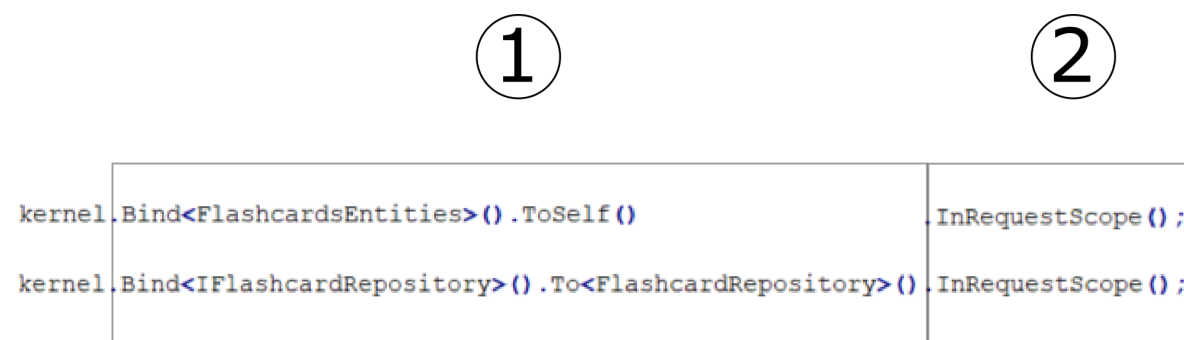 ① ②
kernel.Bind<FlashcardsEntities>().ToSelf() .InRequestScope();
kernel.Bind<IFlashcardRepository>().To<FlashcardRepository>().InRequestScope();